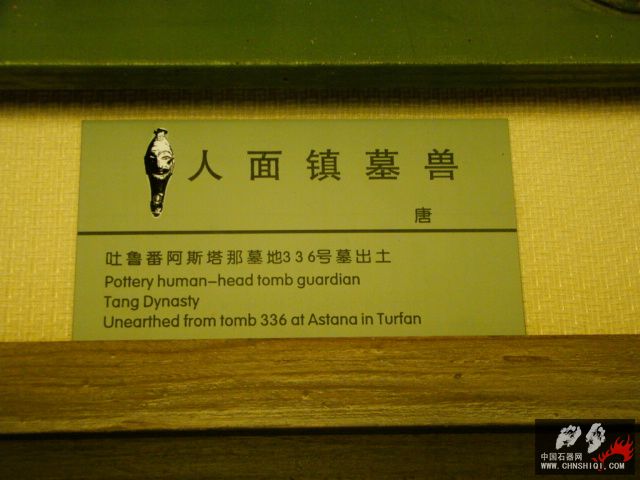 人面镇墓兽
唐
吐鲁番阿斯塔那墓地336号墓出土
Pottery human-head tomb guardian
Tang Dynasty
Unearthed from tomb 336 at Astana in Turfan
中国石器网
WWW.CHNSHIQI.COM